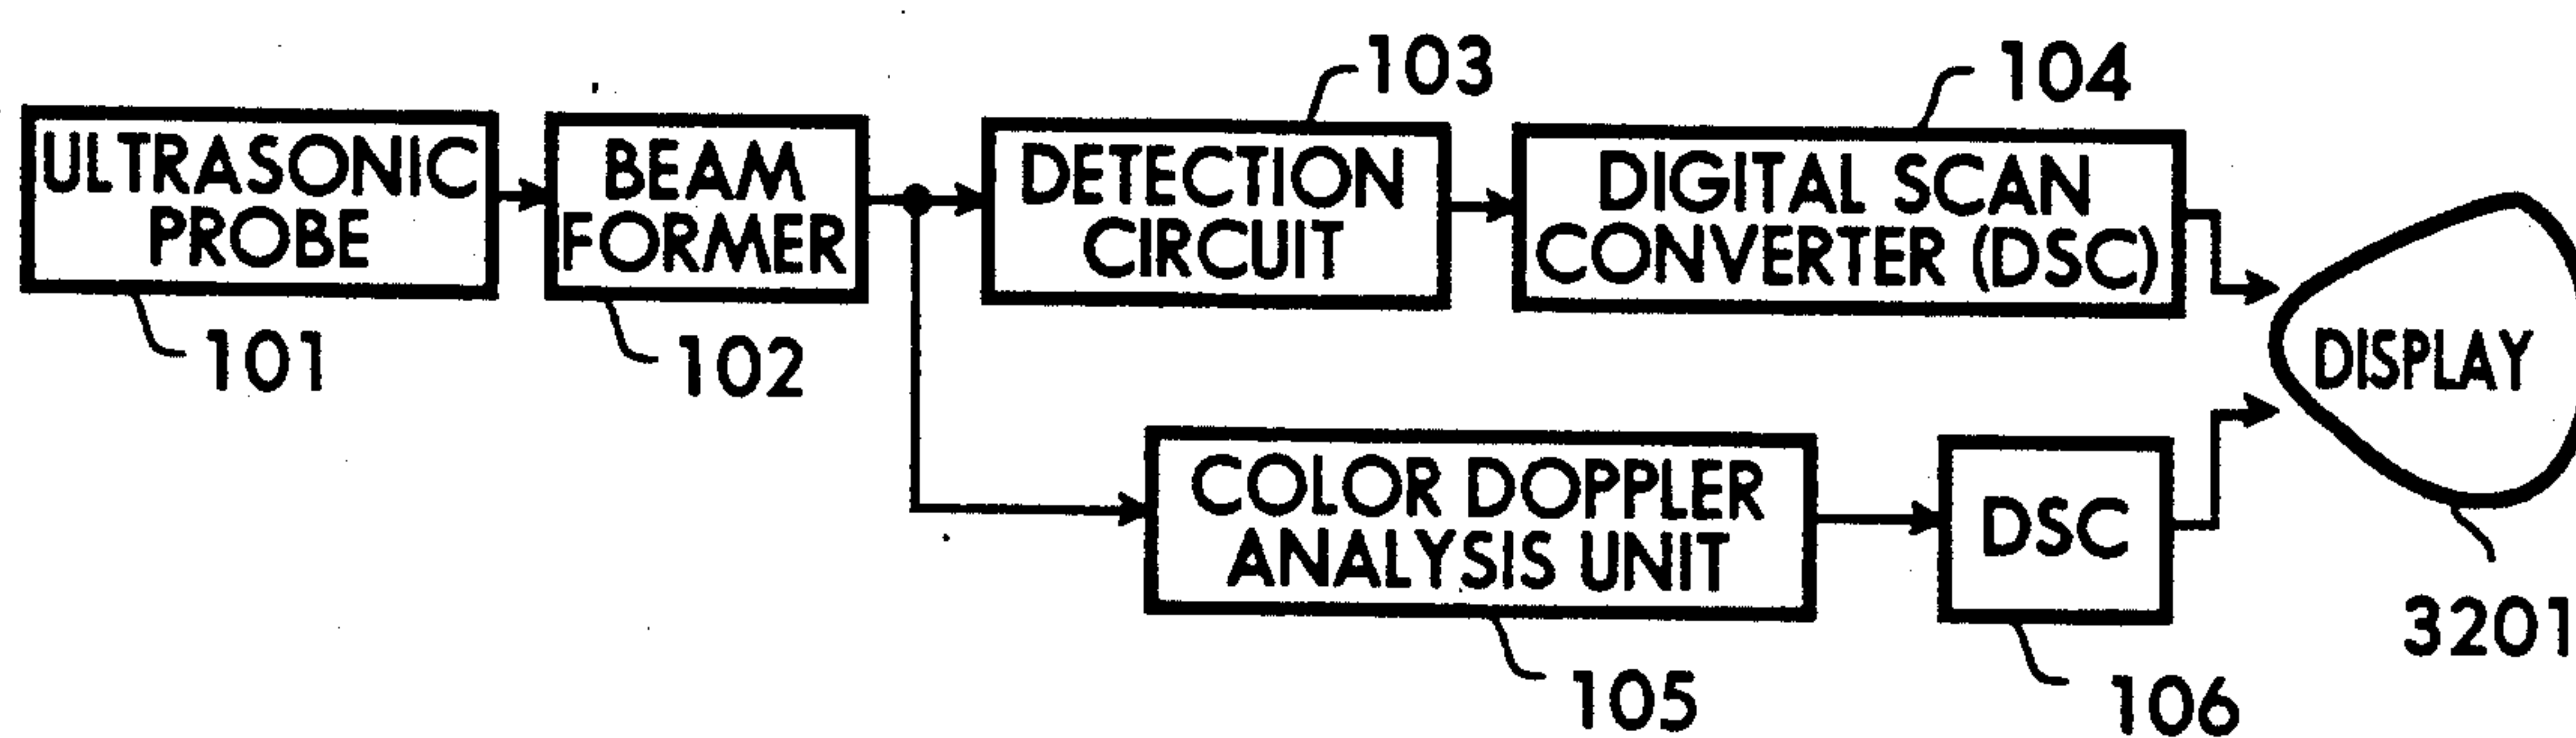 103
104
ULTRASONIC
PROBE
BEAM
FORMER
DETECTION
CIRCUIT
DIGITAL SCAN
CONVERTER (DSC)
101
102
DISPLAY
COLOR DOPPLER
ANALYSIS UNIT
DSC
3201
105
106